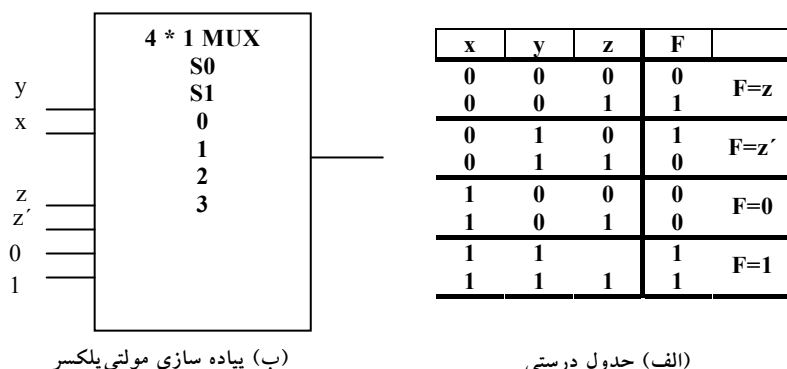 4 * 1 MUX
S0
S1
0
1
2
3
y
x
z
z´
0
1
(ب) پیاده سازی مولتی‌پلکسر
x y z F
0 0 0 0
0 0 1 1
F=z
0 1 0 1
0 1 1 0
F=z´
1 0 0 0
1 0 1 0
F=0
1 1 1
1 1 1 1
F=1
(الف) جدول درستی